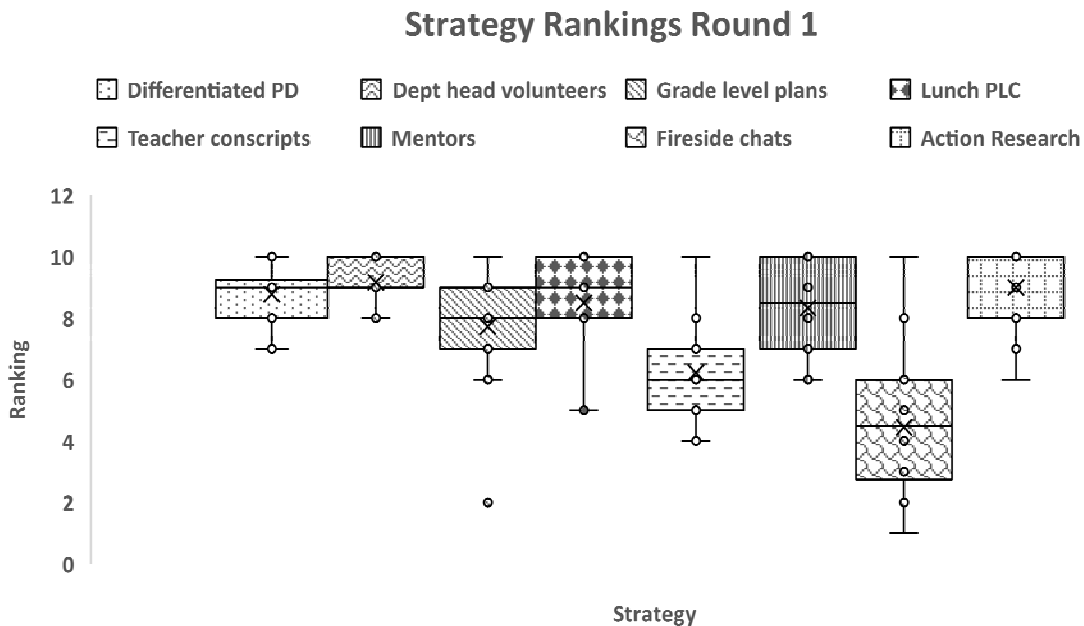 Strategy Rankings Round 1
Differentiated PD Dept head volunteers Grade level plans Lunch PLC
Teacher conscripts Mentors Fireside chats Action Research
12
10
8
6
4
2
0
Ranking
Strategy